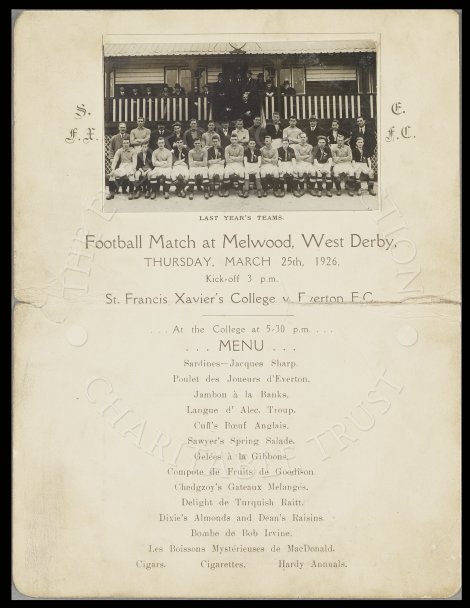 S.
F.X.
E.
F.C.
LAST YEAR'S TEAMS.
Football Match at Melwood, West Derby,
THURSDAY, MARCH 25th, 1926,
Kick-off 3 p.m.
St. Francis Xavier's College v. Everton F.C.
. . . At the College at 5-30 p.m. . . .
. . . MENU . . .
Sardines—Jacques Sharp.
Poulet des Joueurs d'Everton.
Jambon à la Banks.
Langue d' Alec. Troup.
Cuff's Bœuf Anglais.
Sawyer's Spring Salade.
Gelées à la Gibbons.
Compote de Fruits de Goodison
Chedgzoy's Gateaux Melangés.
Delight de Turquish Raitt.
Dixie's Almonds and Dean's Raisins.
Bombe de Bob Irvine.
Les Boissons Mystérieuses de MacDonald.
Cigars. Cigarettes. Hardy Annuals.
CHARITABLE TRUST